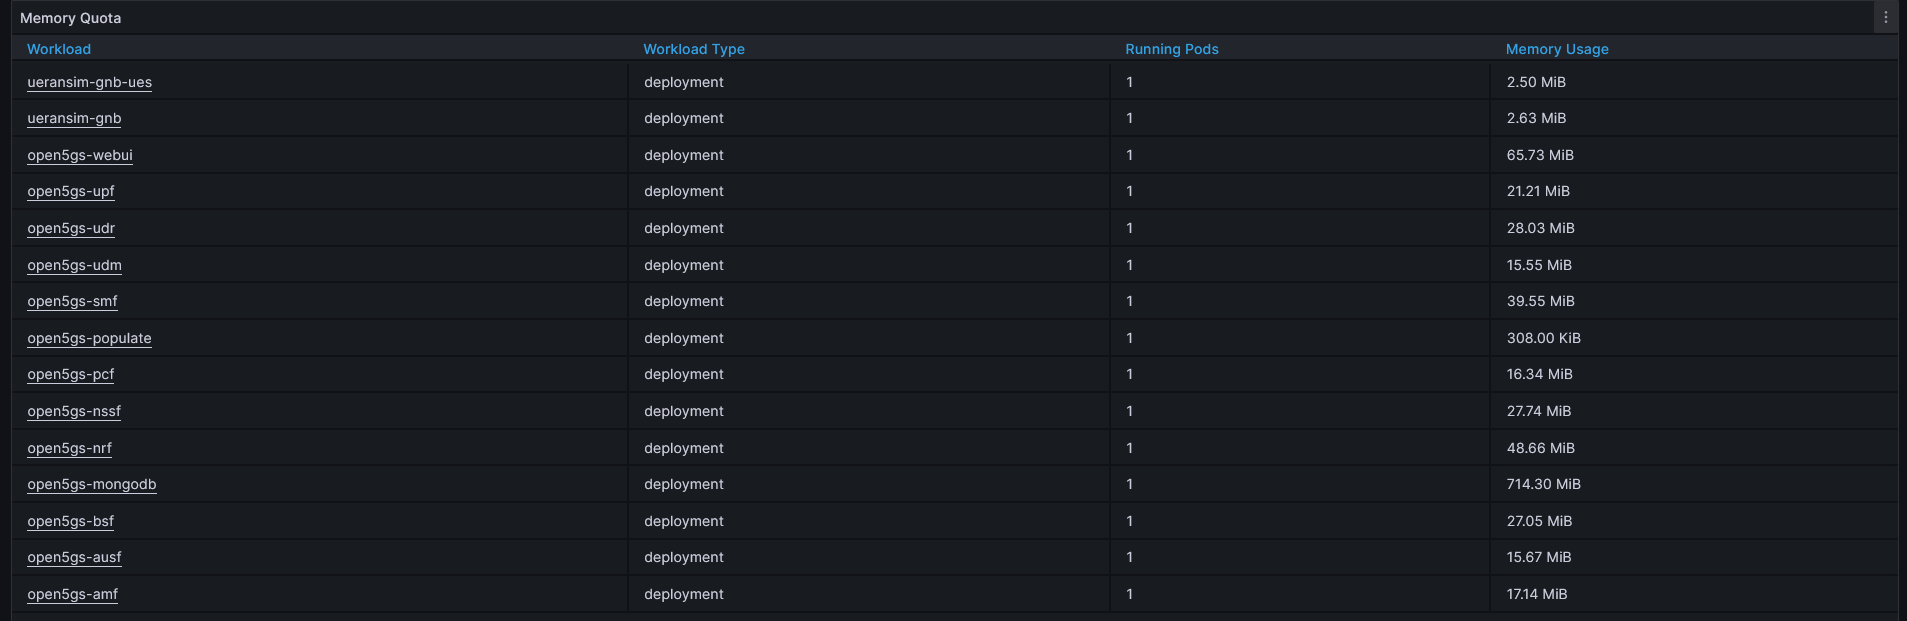 Memory Quota
Workload Workload Type Running Pods Memory Usage
ueransim-gnb-ues deployment 1 2.50 MiB
ueransim-gnb deployment 1 2.63 MiB
open5gs-webui deployment 1 65.73 MiB
open5gs-upf deployment 1 21.21 MiB
open5gs-udr deployment 1 28.03 MiB
open5gs-udm deployment 1 15.55 MiB
open5gs-smf deployment 1 39.55 MiB
open5gs-populate deployment 1 308.00 KiB
open5gs-pcf deployment 1 16.34 MiB
open5gs-nssf deployment 1 27.74 MiB
open5gs-nrf deployment 1 48.66 MiB
open5gs-mongodb deployment 1 714.30 MiB
open5gs-bsf deployment 1 27.05 MiB
open5gs-ausf deployment 1 15.67 MiB
open5gs-amf deployment 1 17.14 MiB